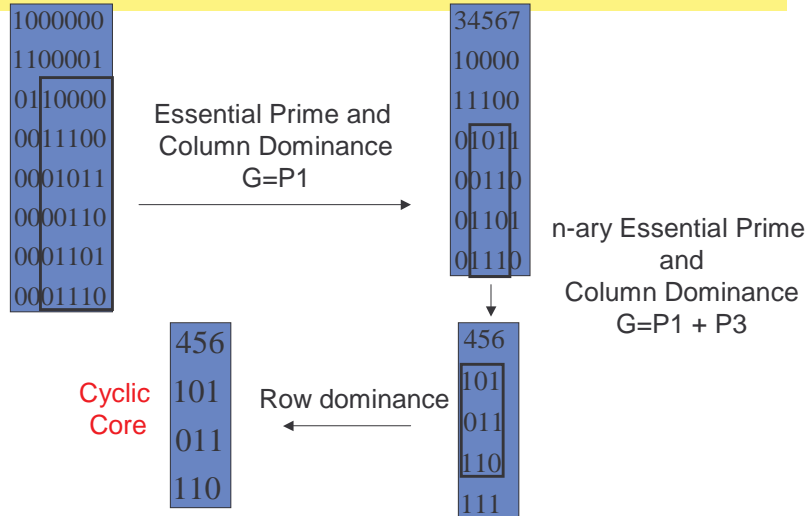 1000000
1100001
0110000
0011100
0001011
0000110
0001101
0001110
Essential Prime and
Column Dominance
G=P1
34567
10000
11100
01011
00110
01101
01110
n-ary Essential Prime
and
Column Dominance
G=P1 + P3
456
101
011
110
111
Row dominance
456
101
011
110
Cyclic
Core